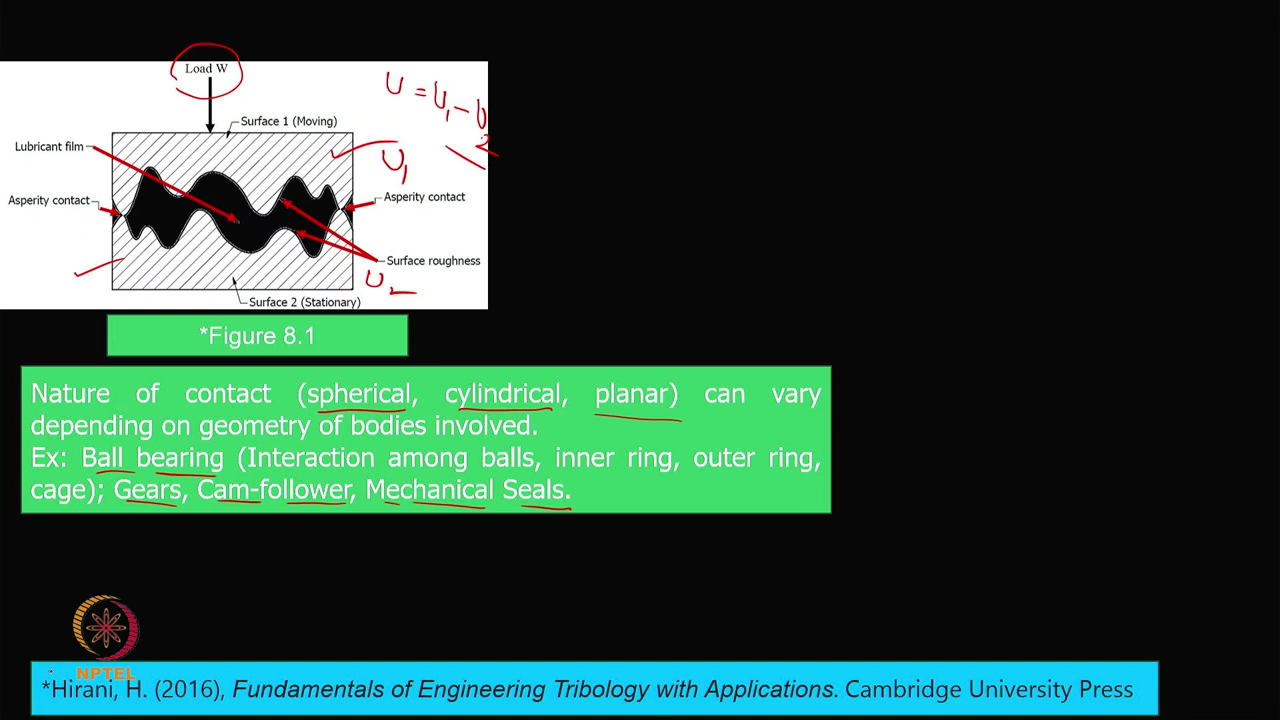 Load W
U = U₁ - U₂
Surface 1 (Moving)
Lubricant film
U₁
Asperity contact
Asperity contact
Surface roughness
U₂
Surface 2 (Stationary)
*Figure 8.1
Nature of contact (spherical, cylindrical, planar) can vary
depending on geometry of bodies involved.
Ex: Ball bearing (Interaction among balls, inner ring, outer ring,
cage); Gears, Cam-follower, Mechanical Seals.
NPTEL
*Hirani, H. (2016), Fundamentals of Engineering Tribology with Applications. Cambridge University Press